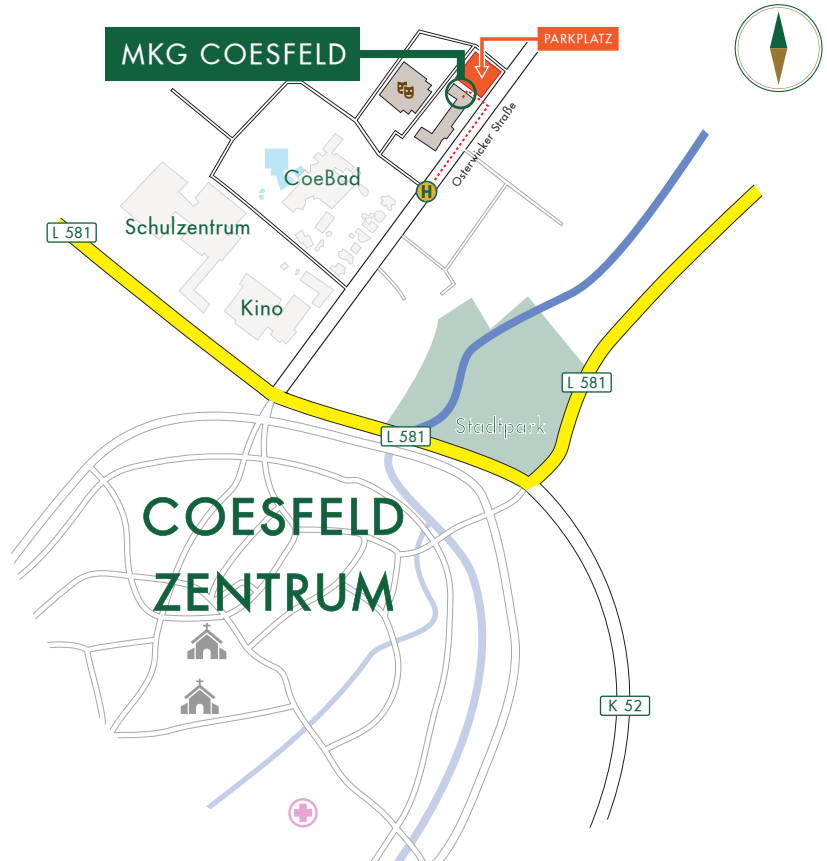 MKG COESFELD
PARKPLATZ
Osterwicker Straße
H
CoeBad
Schulzentrum
L 581
Kino
L 581
Stadtpark
L 581
COESFELD
ZENTRUM
K 52